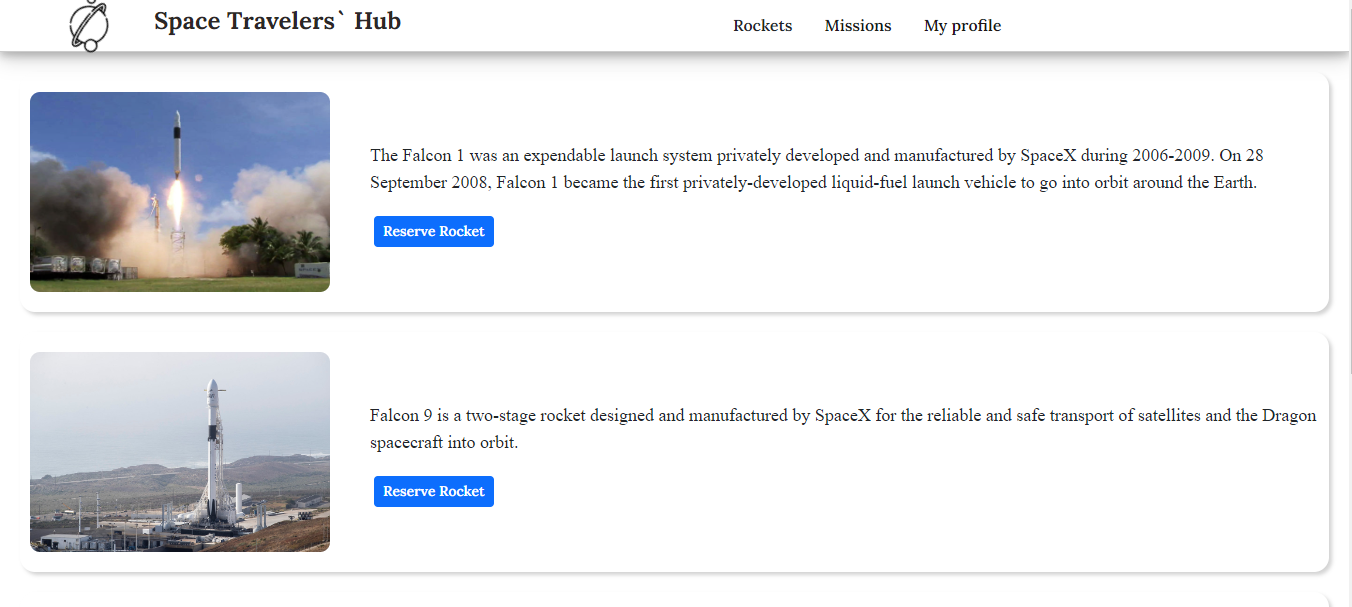 Space Travelers` Hub
Rockets Missions My profile
The Falcon 1 was an expendable launch system privately developed and manufactured by SpaceX during 2006-2009. On 28
September 2008, Falcon 1 became the first privately-developed liquid-fuel launch vehicle to go into orbit around the Earth.
Reserve Rocket
Falcon 9 is a two-stage rocket designed and manufactured by SpaceX for the reliable and safe transport of satellites and the Dragon
spacecraft into orbit.
Reserve Rocket